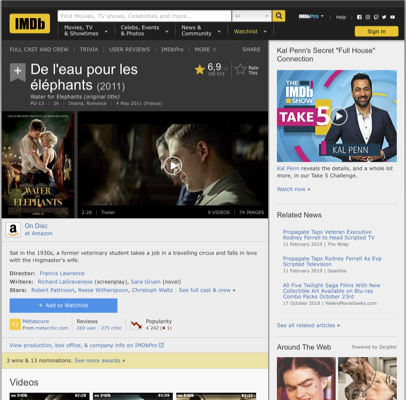 IMDb
Find Movies, TV shows, Celebrities and more...
All
IMDbPro
Help
Movies, TV
& Showtimes
Celebs, Events
& Photos
News &
Community
Watchlist
Sign in
FULL CAST AND CREW | TRIVIA | USER REVIEWS | IMDbPro | MORE
SHARE
De l'eau pour les
éléphants (2011)
Water for Elephants (original title)
PG-13 | 2h | Drama, Romance | 4 May 2011 (France)
6,9
Rate
This
WATER
ELEPHANTS
2:28 | Trailer
9 VIDEOS | 74 IMAGES
On Disc
at Amazon
Set in the 1930s, a former veterinary student takes a job in a travelling circus and falls in love
with the ringmaster's wife.
Director: Francis Lawrence
Writers: Richard LaGravenese (screenplay), Sara Gruen (novel)
Stars: Robert Pattinson, Reese Witherspoon, Christoph Waltz | See full cast & crew »
+ Add to Watchlist
Metascore
From metacritic.com
Reviews
269 user | 275 critic
Popularity
4 242
View production, box office, & company info on IMDbPro
3 wins & 13 nominations. See more awards »
Videos
Kal Penn's Secret "Full House"
Connection
THE
IMDb
SHOW
TAKE 5
KAL PENN
Kal Penn reveals the details, and a whole lot
more, in our Take 5 Challenge.
Watch now »
Related News
Propagate Taps Veteran Executive
Rodney Ferrell to Head Scripted TV
11 February 2019 | The Wrap
Propagate Taps Rodney Ferrell As Evp
Scripted Television
11 February 2019 | Deadline
All Five Twilight Saga Films With New
Collectible Art Available on Blu-ray
Combo Packs October 23rd
17 October 2018 | WeAreMovieGeeks.com
See all related articles »
Around The Web
Powered by ZergNet